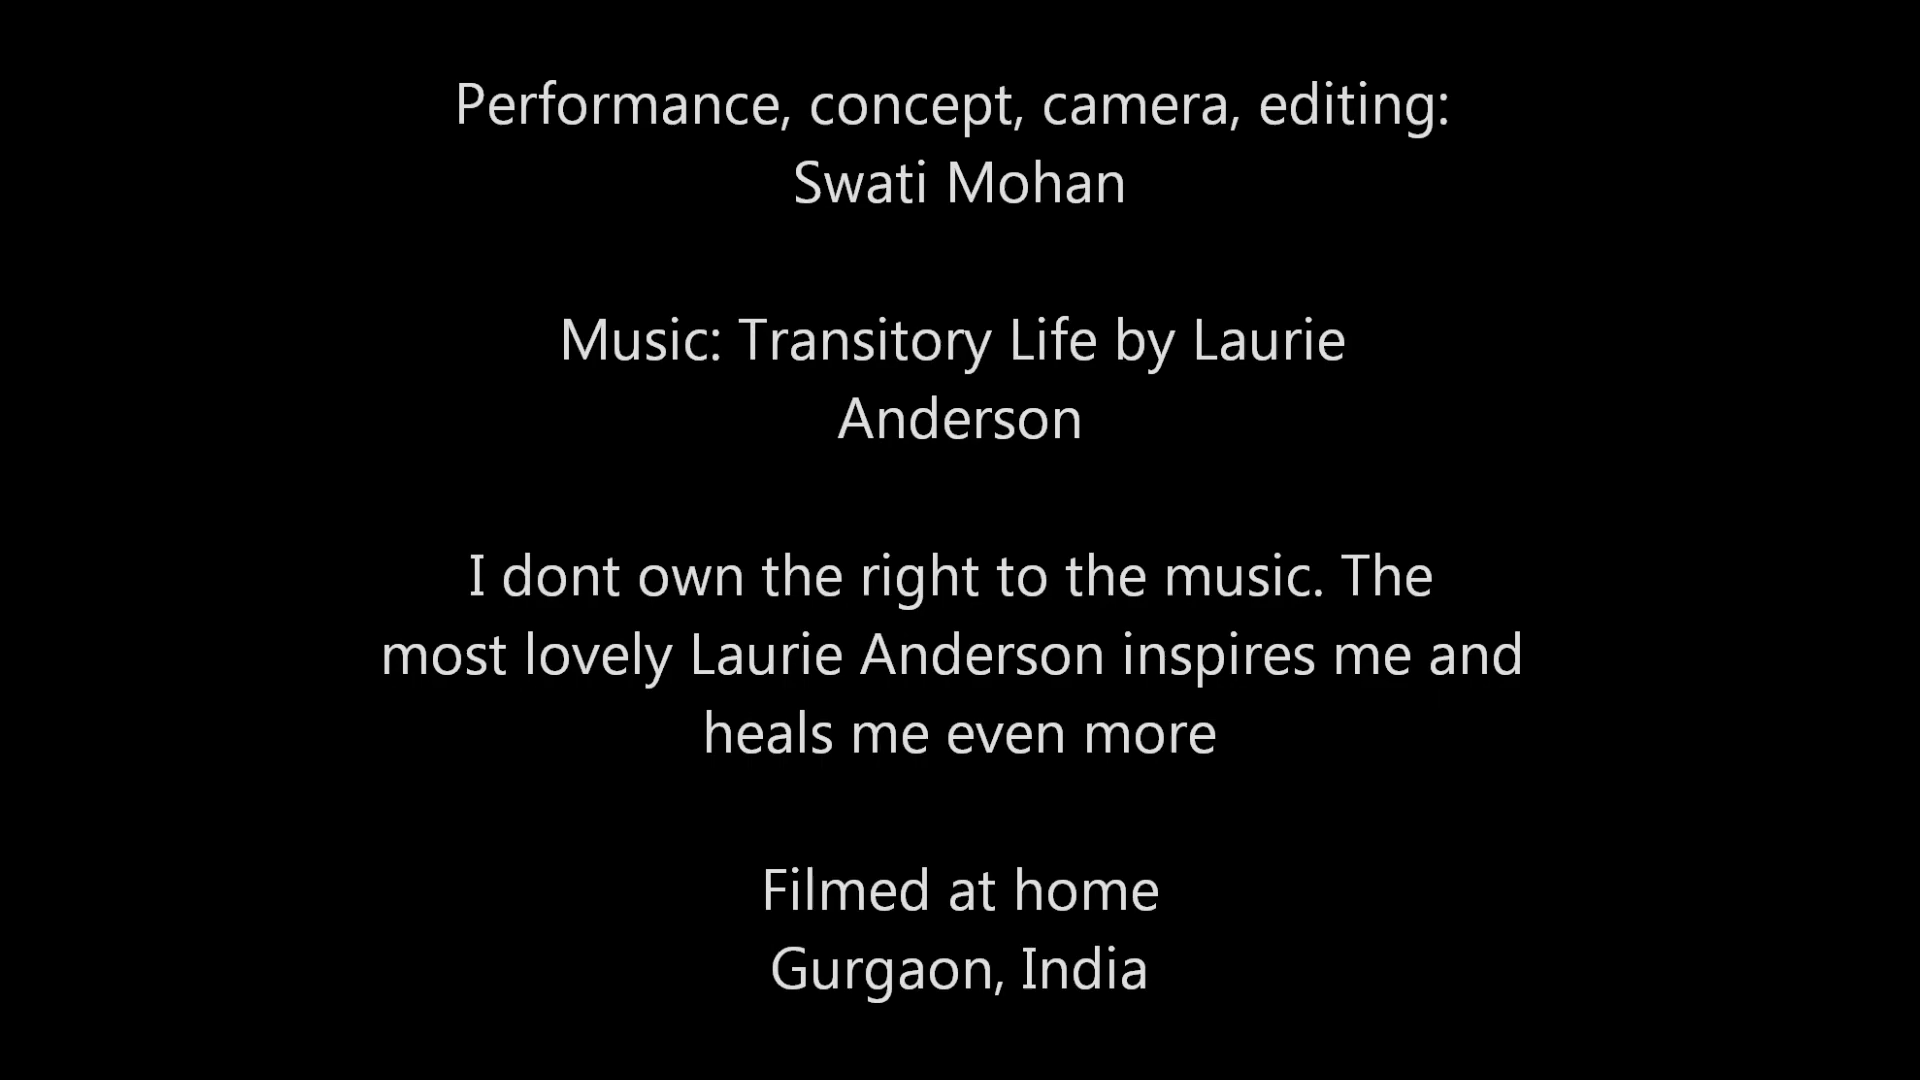 Performance, concept, camera, editing:
Swati Mohan
Music: Transitory Life by Laurie
Anderson
I dont own the right to the music. The
most lovely Laurie Anderson inspires me and
heals me even more
Filmed at home
Gurgaon, India